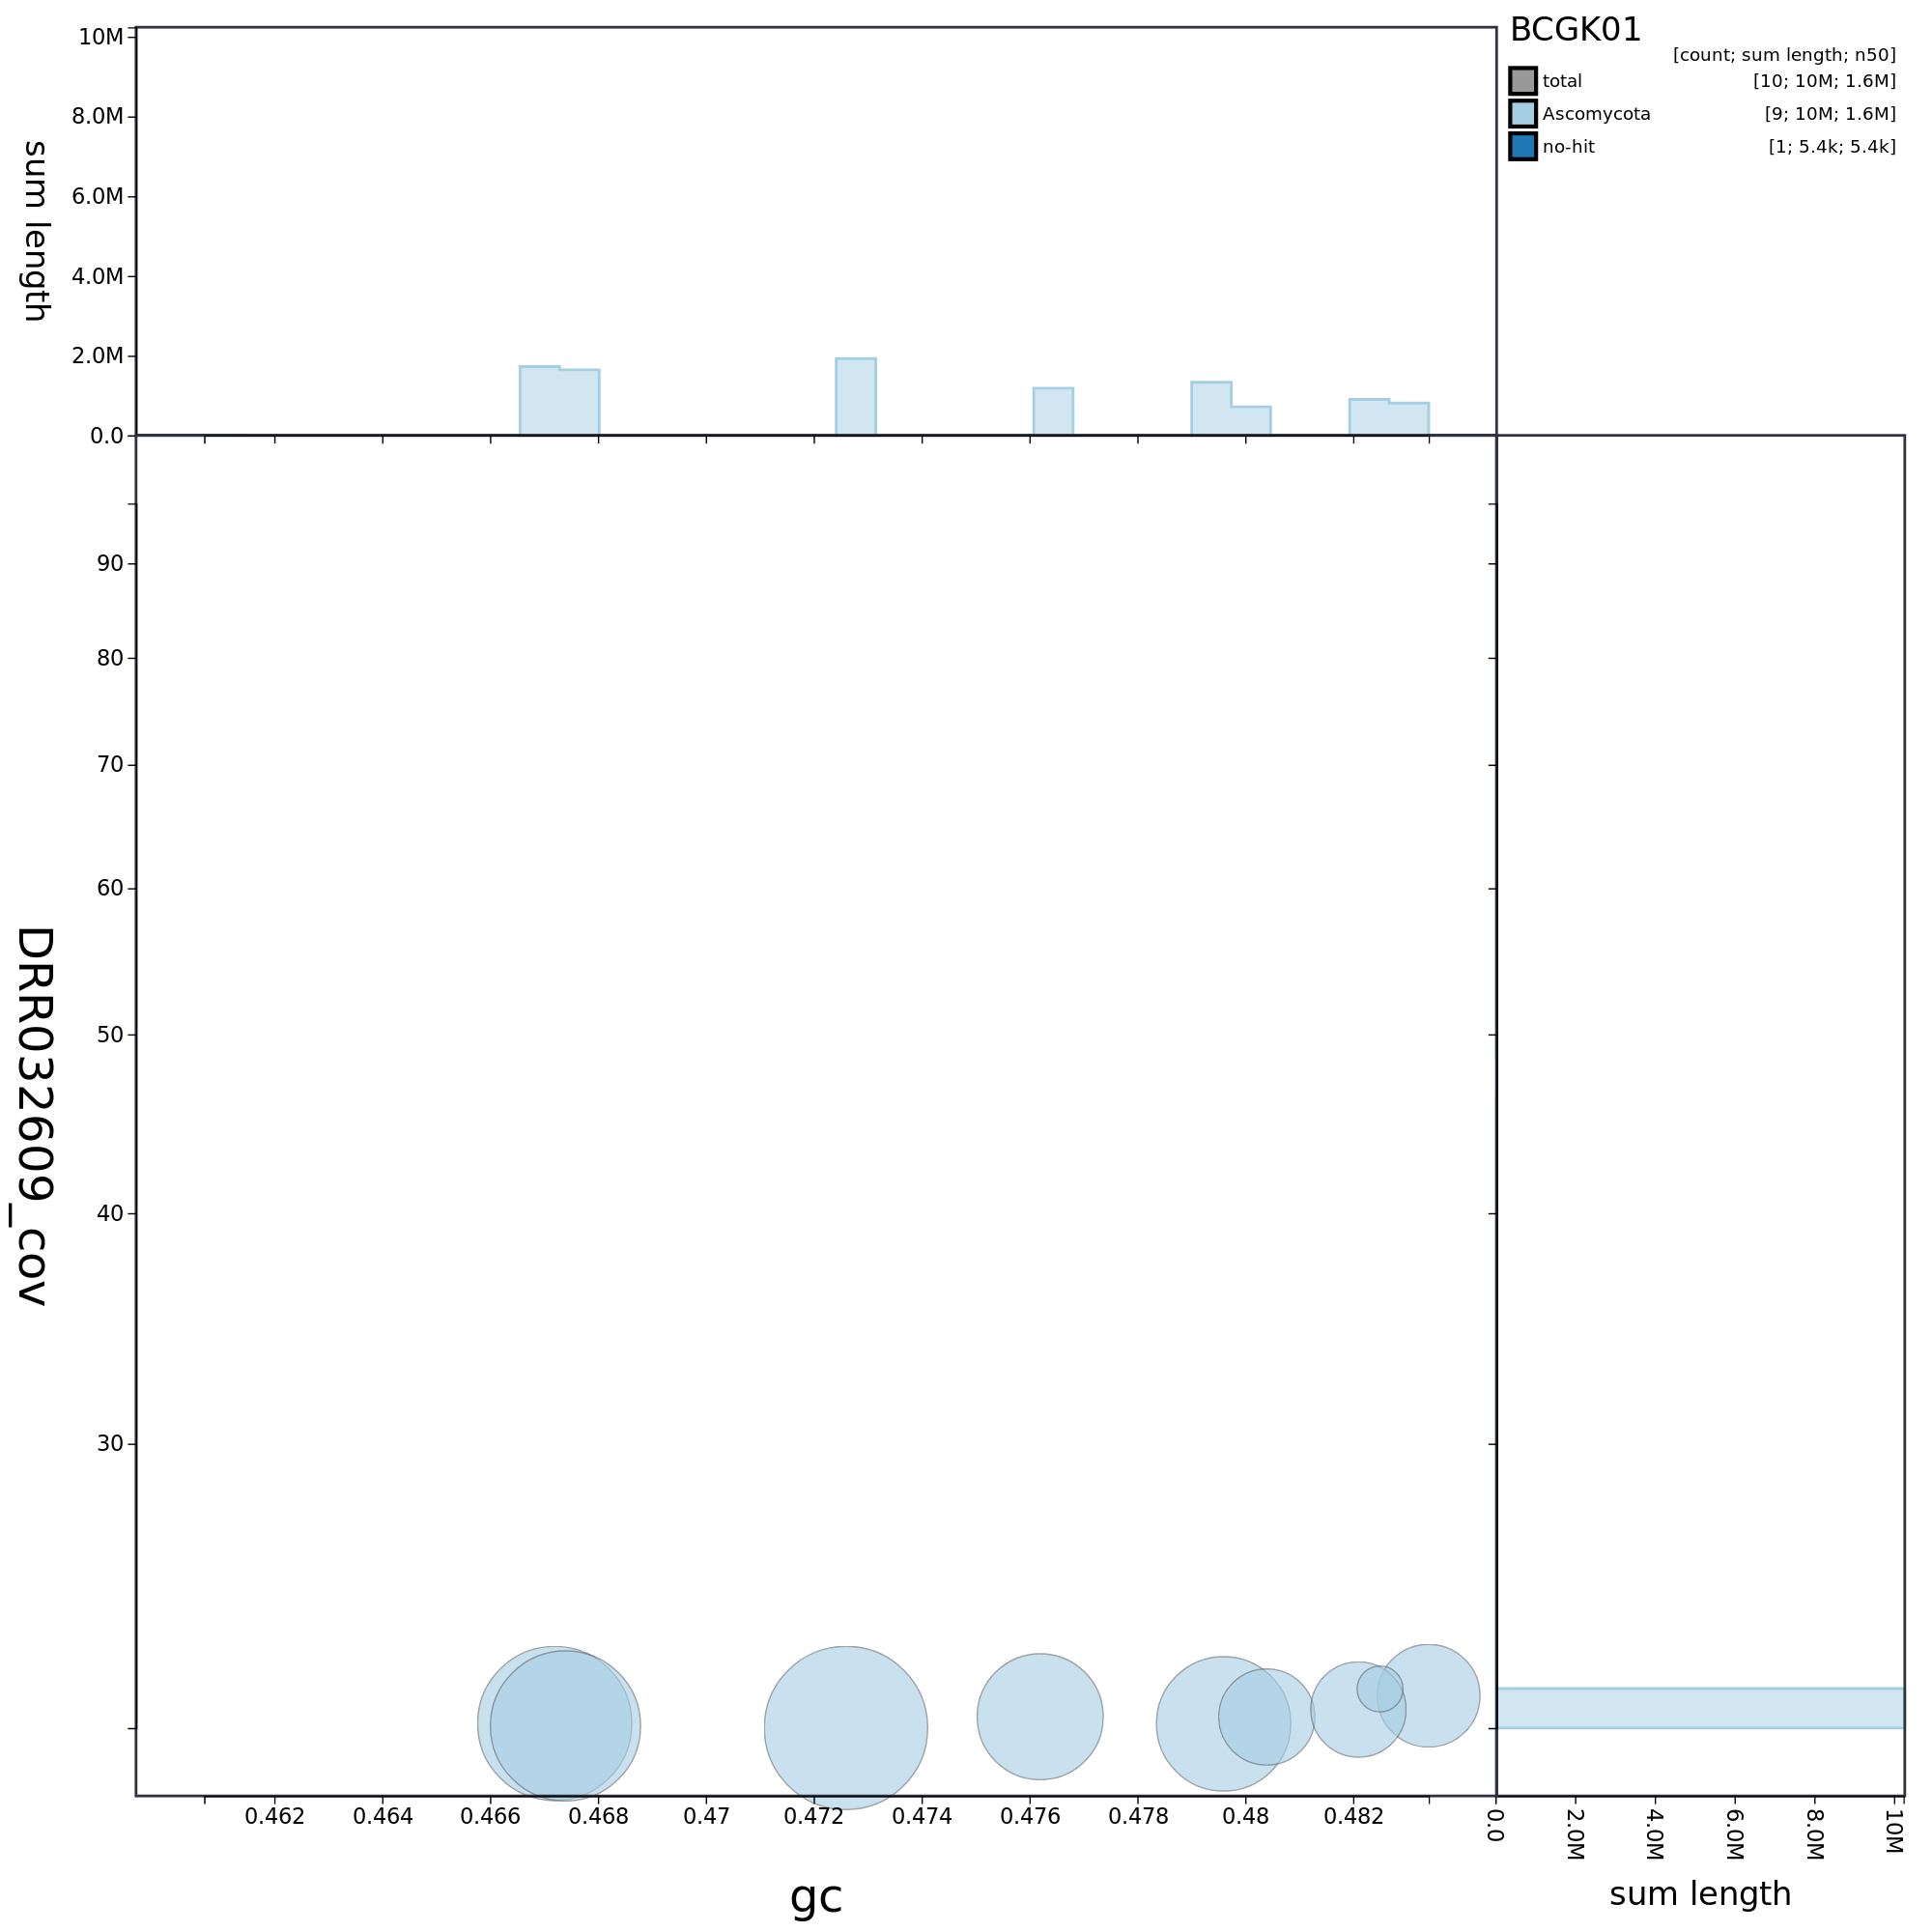 BCGK01
[count; sum length; n50]
total [10; 10M; 1.6M]
Ascomycota [9; 10M; 1.6M]
no-hit [1; 5.4k; 5.4k]
sum length
10M
8.0M
6.0M
4.0M
2.0M
0.0
DRR032609_cov
90
80
70
60
50
40
30
0.462 0.464 0.466 0.468 0.47 0.472 0.474 0.476 0.478 0.48 0.482
gc
0.0 2.0M 4.0M 6.0M 8.0M 10M
sum length